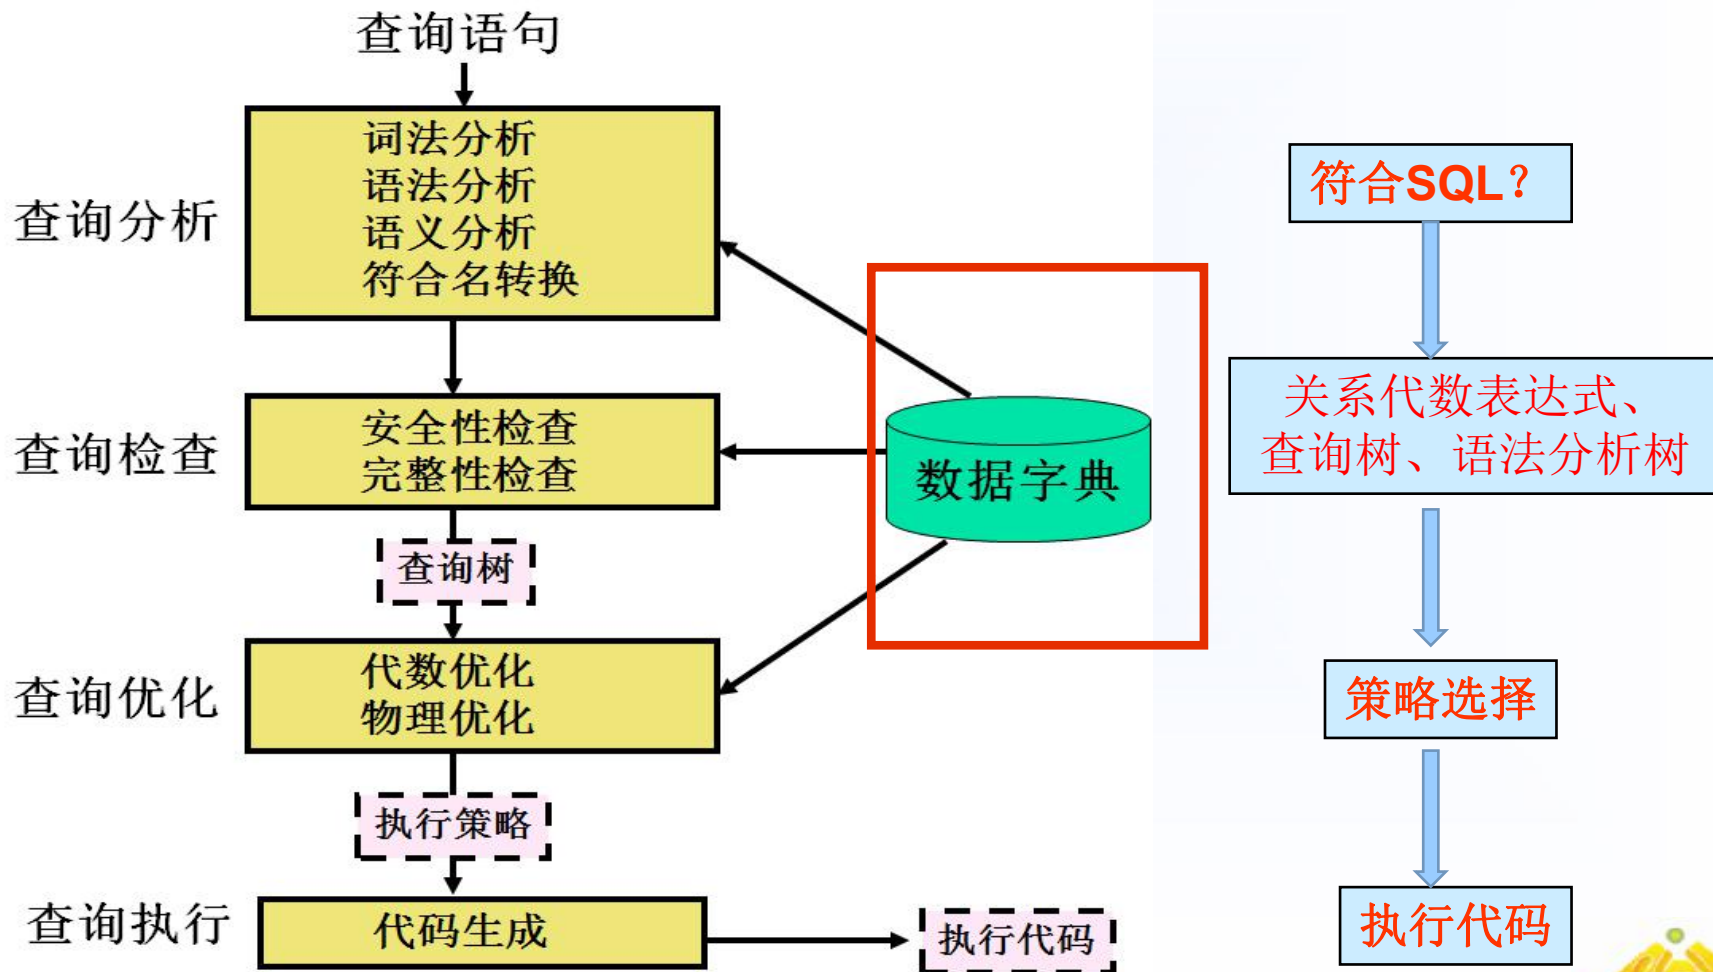 查询语句
查询分析
词法分析
语法分析
语义分析
符合名转换
查询检查
安全性检查
完整性检查
查询树
查询优化
代数优化
物理优化
执行策略
查询执行
代码生成
执行代码
数据字典
符合SQL？
关系代数表达式、
查询树、语法分析树
策略选择
执行代码